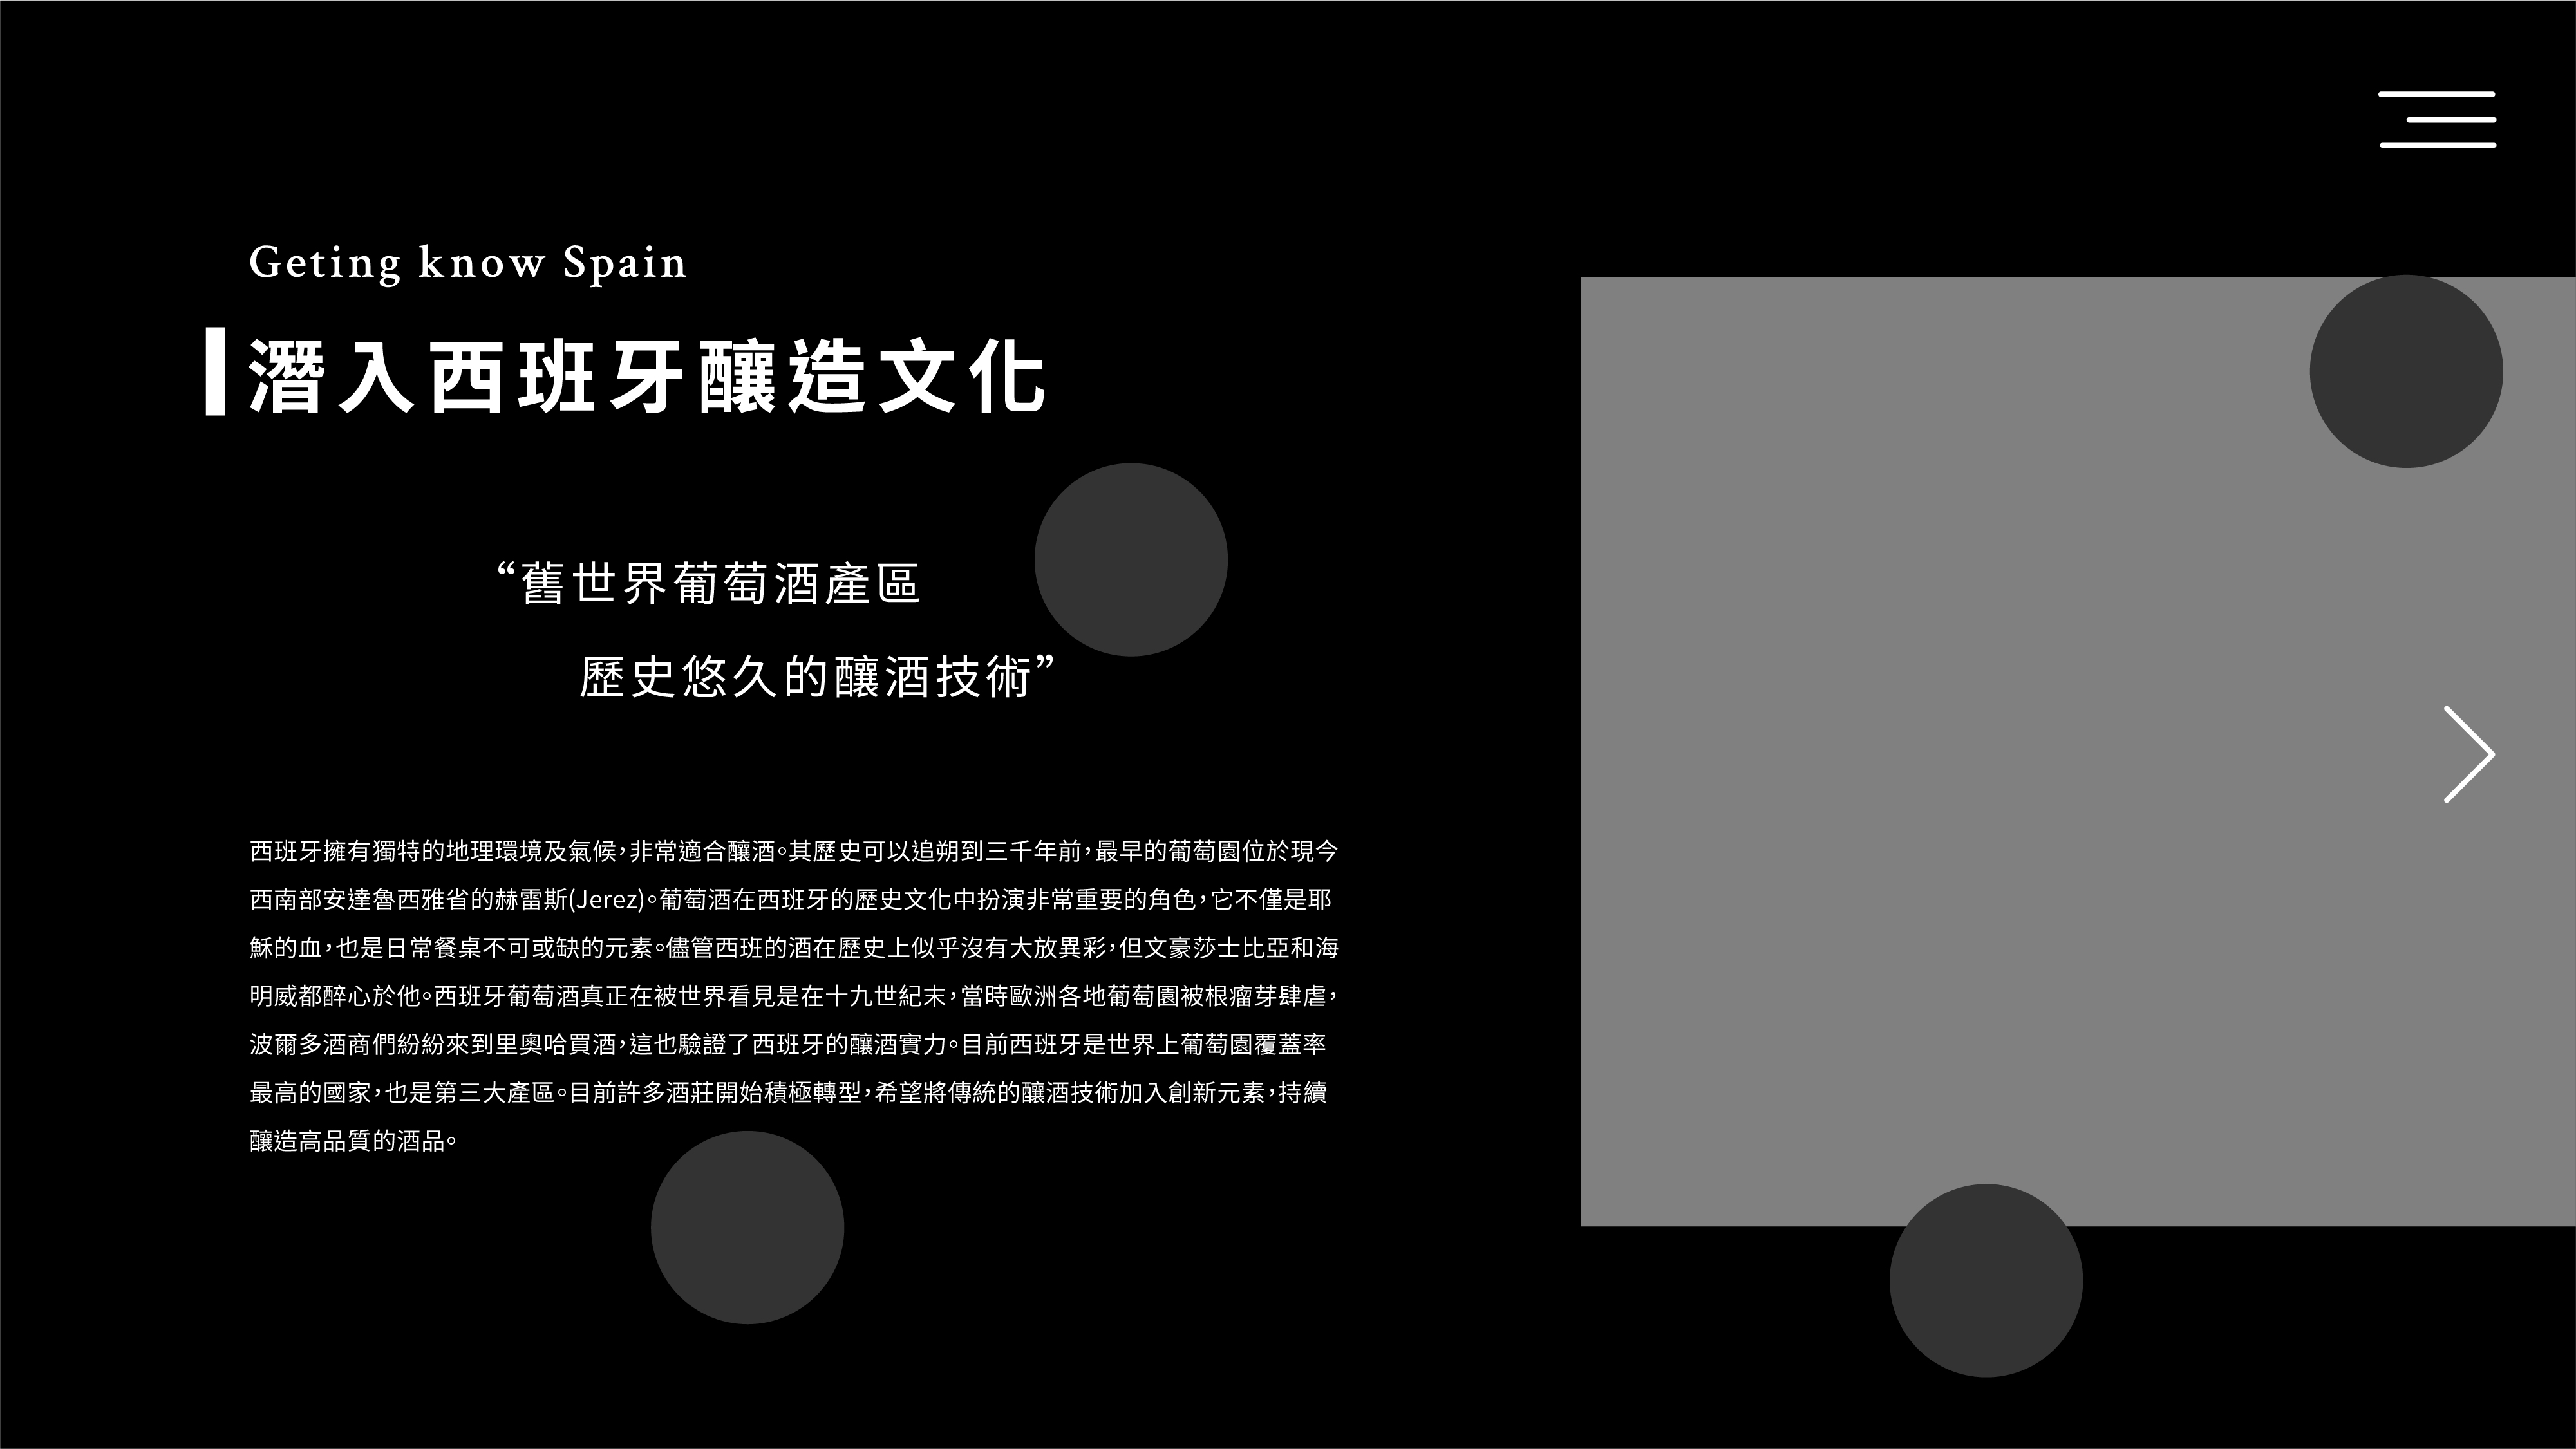 Geting know Spain
潛入西班牙釀造文化
“舊世界葡萄酒產區
歷史悠久的釀酒技術”
西班牙擁有獨特的地理環境及氣候，非常適合釀酒。其歷史可以追朔到三千年前，最早的葡萄園位於現今
西南部安達魯西雅省的赫雷斯(Jerez)。葡萄酒在西班牙的歷史文化中扮演非常重要的角色，它不僅是耶
穌的血，也是日常餐桌不可或缺的元素。儘管西班的酒在歷史上似乎沒有大放異彩，但文豪莎士比亞和海
明威都醉心於他。西班牙葡萄酒真正在被世界看見是在十九世紀末，當時歐洲各地葡萄園被根瘤芽肆虐，
波爾多酒商們紛紛來到里奧哈買酒，這也驗證了西班牙的釀酒實力。目前西班牙是世界上葡萄園覆蓋率
最高的國家，也是第三大產區。目前許多酒莊開始積極轉型，希望將傳統的釀酒技術加入創新元素，持續
釀造高品質的酒品。